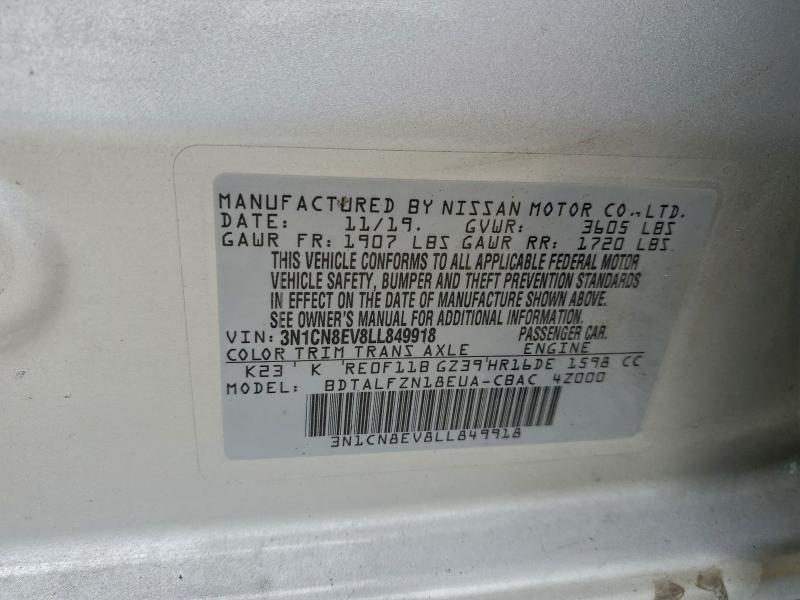 MANUFACTURED BY NISSAN MOTOR CO.,LTD.
DATE: 11/19. GVWR: 3605 LBS
GAWR FR: 1907 LBS GAWR RR: 1720 LBS
THIS VEHICLE CONFORMS TO ALL APPLICABLE FEDERAL MOTOR
VEHICLE SAFETY, BUMPER AND THEFT PREVENTION STANDARDS
IN EFFECT ON THE DATE OF MANUFACTURE SHOWN ABOVE.
SEE OWNER'S MANUAL FOR ADDITIONAL INFORMATION.
VIN: 3N1CN8EV8LL849918 PASSENGER CAR.
COLOR TRIM TRANS AXLE ENGINE
K23 ' K RE0F11B GZ39'HR16DE 1598 CC
MODEL: BDTALFZN18EUA-CBAC 4Z000
3N1CN8EV8LL849918